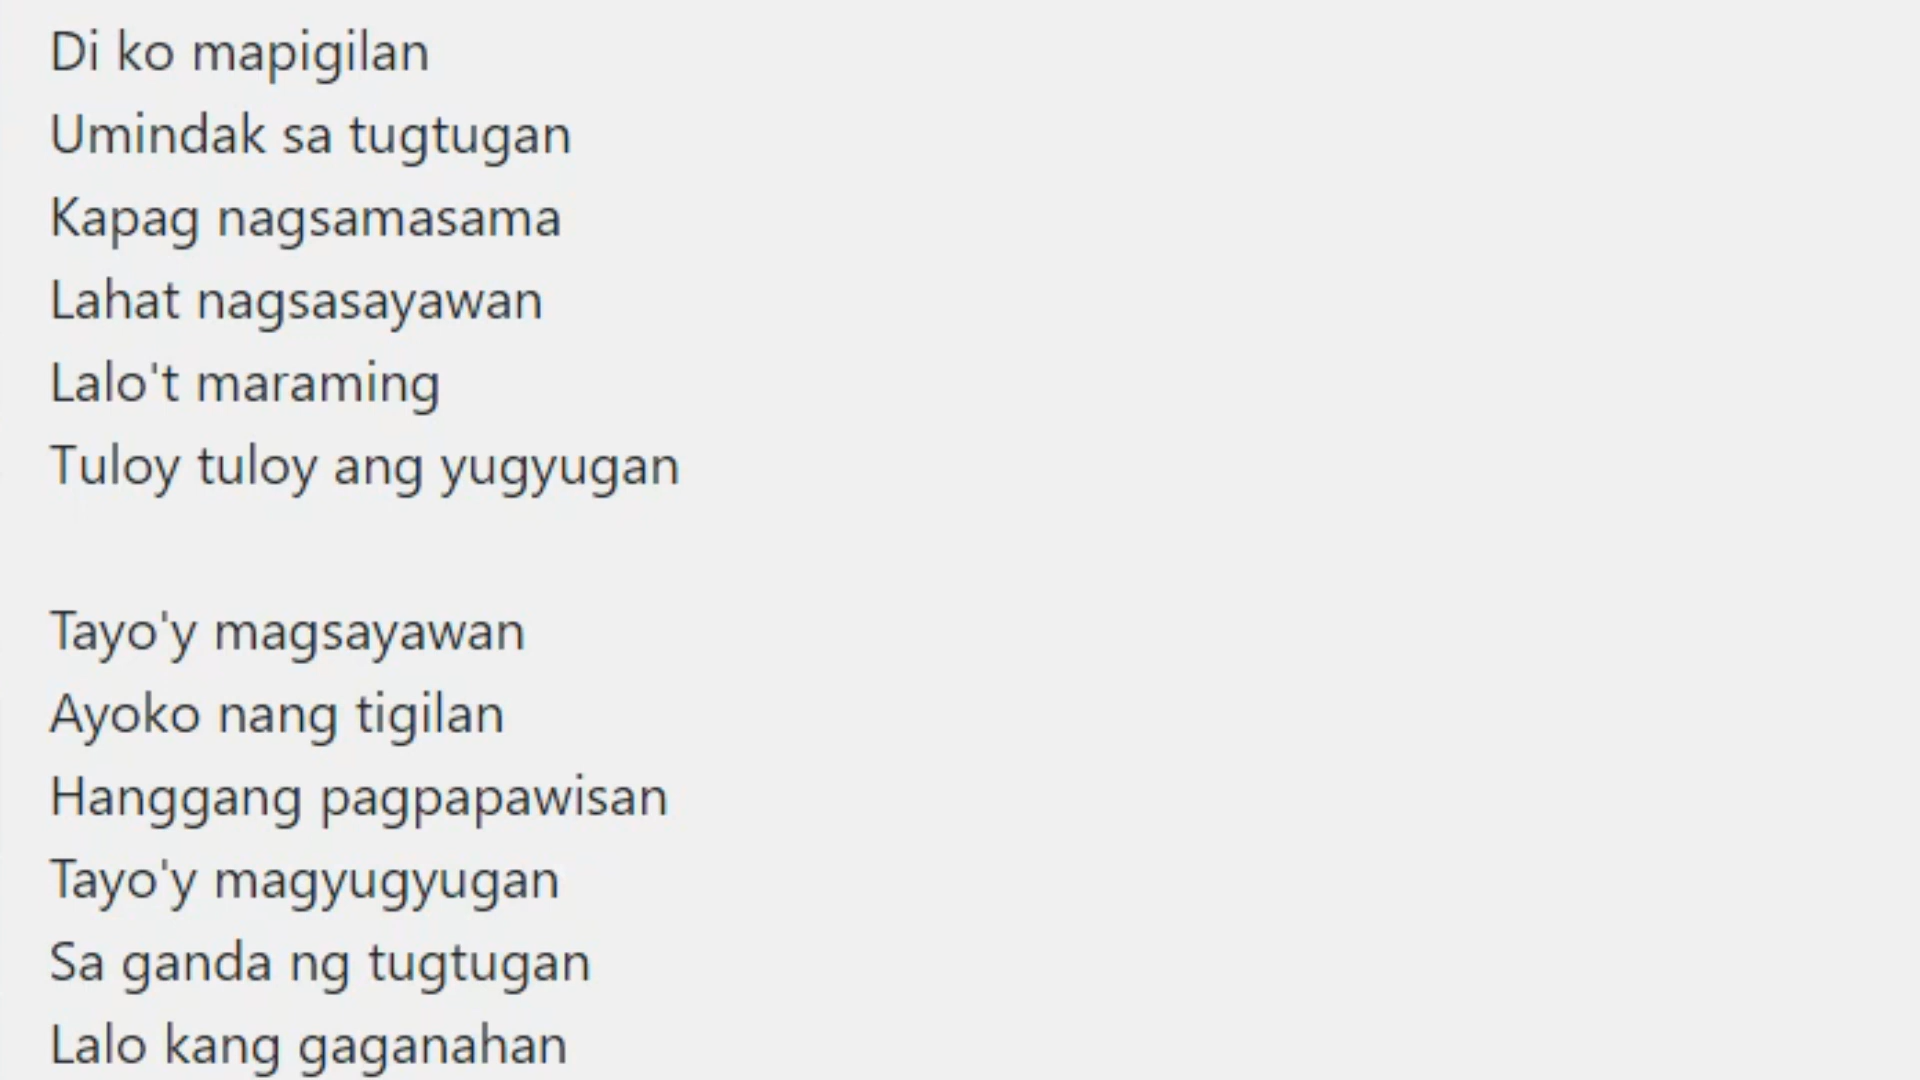 Di ko mapigilan
Umindak sa tugtugan
Kapag nagsamasama
Lahat nagsasayawan
Lalo't maraming
Tuloy tuloy ang yugyugan
Tayo'y magsayawan
Ayoko nang tigilan
Hanggang pagpapawisan
Tayo'y magyugyugan
Sa ganda ng tugtugan
Lalo kang gaganahan